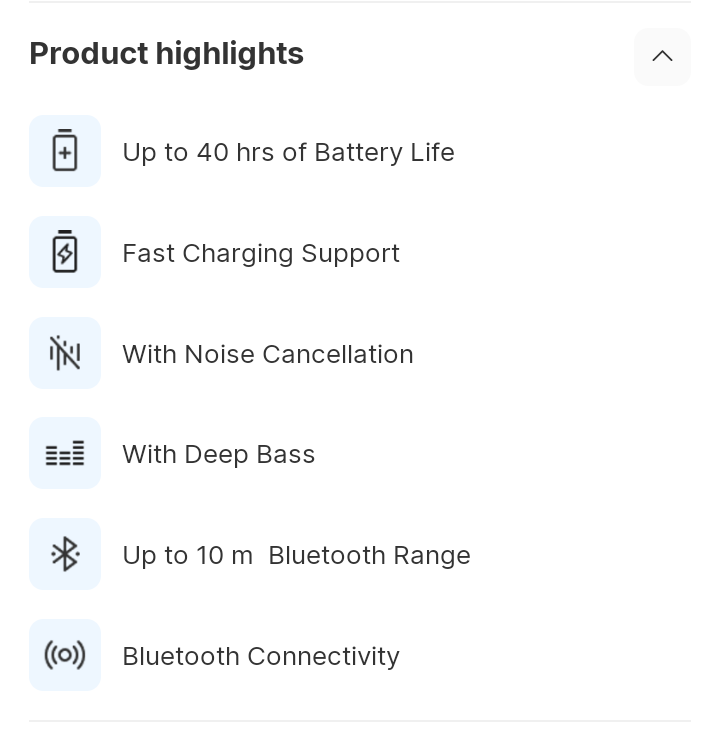 Product highlights
Up to 40 hrs of Battery Life
Fast Charging Support
With Noise Cancellation
With Deep Bass
Up to 10 m  Bluetooth Range
Bluetooth Connectivity